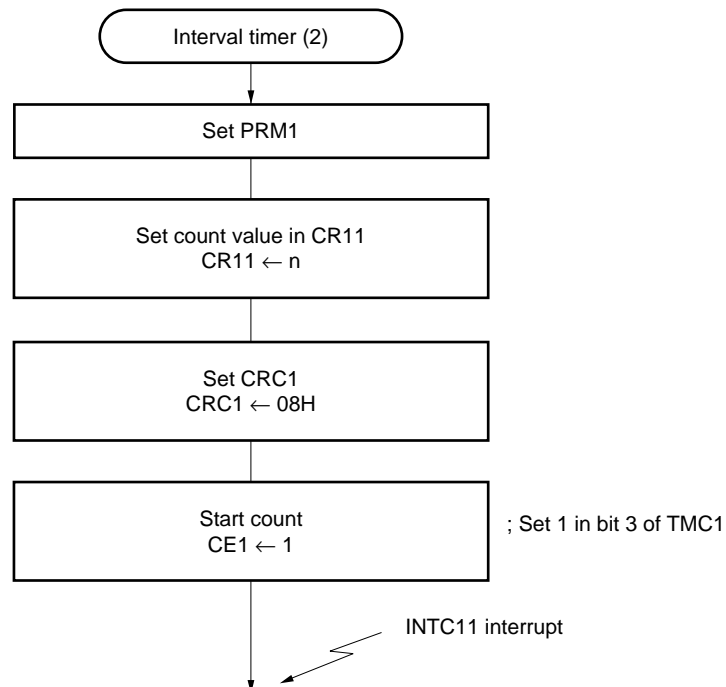 Interval timer (2)
Set PRM1
Set count value in CR11
CR11 ← n
Set CRC1
CRC1 ← 08H
Start count
CE1 ← 1
; Set 1 in bit 3 of TMC1
INTC11 interrupt